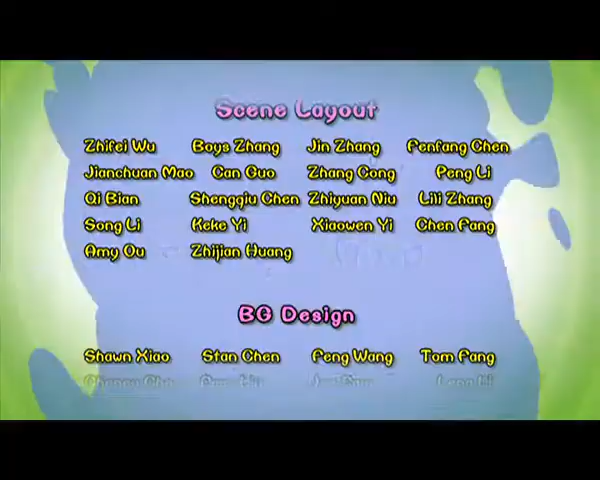 Scene Layout
Zhifei Wu Boys Zhang Jin Zhang Fenfang Chen
Jianchuan Mao Can Guo Zhang Cong Peng Li
Qi Bian Shengqiu Chen Zhiyuan Niu Lili Zhang
Song Li Keke Yi Xiaowen Yi Chen Fang
Amy Ou Zhijian Huang
BG Design
Shawn Xiao Stan Chen Feng Wang Tom Fang